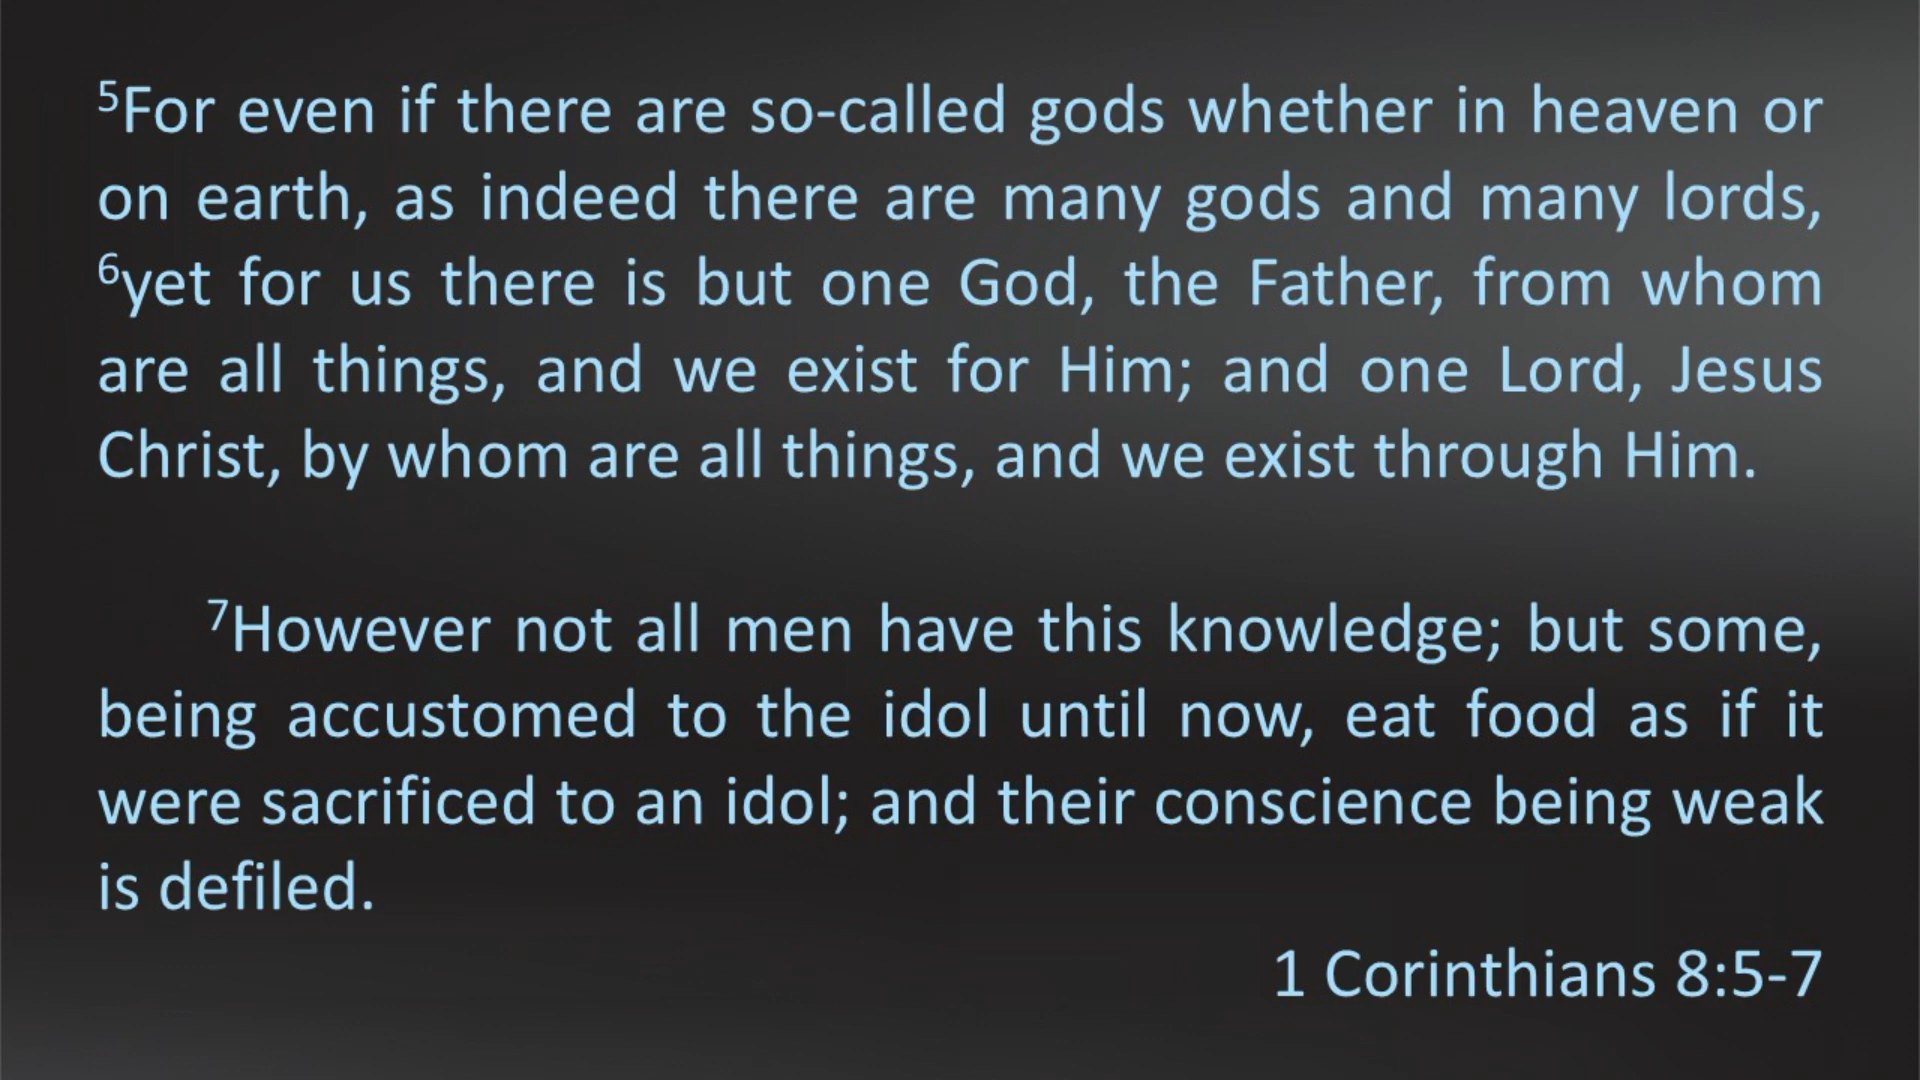 ⁵For even if there are so-called gods whether in heaven or
on earth, as indeed there are many gods and many lords,
⁶yet for us there is but one God, the Father, from whom
are all things, and we exist for Him; and one Lord, Jesus
Christ, by whom are all things, and we exist through Him.
⁷However not all men have this knowledge; but some,
being accustomed to the idol until now, eat food as if it
were sacrificed to an idol; and their conscience being weak
is defiled.
1 Corinthians 8:5-7